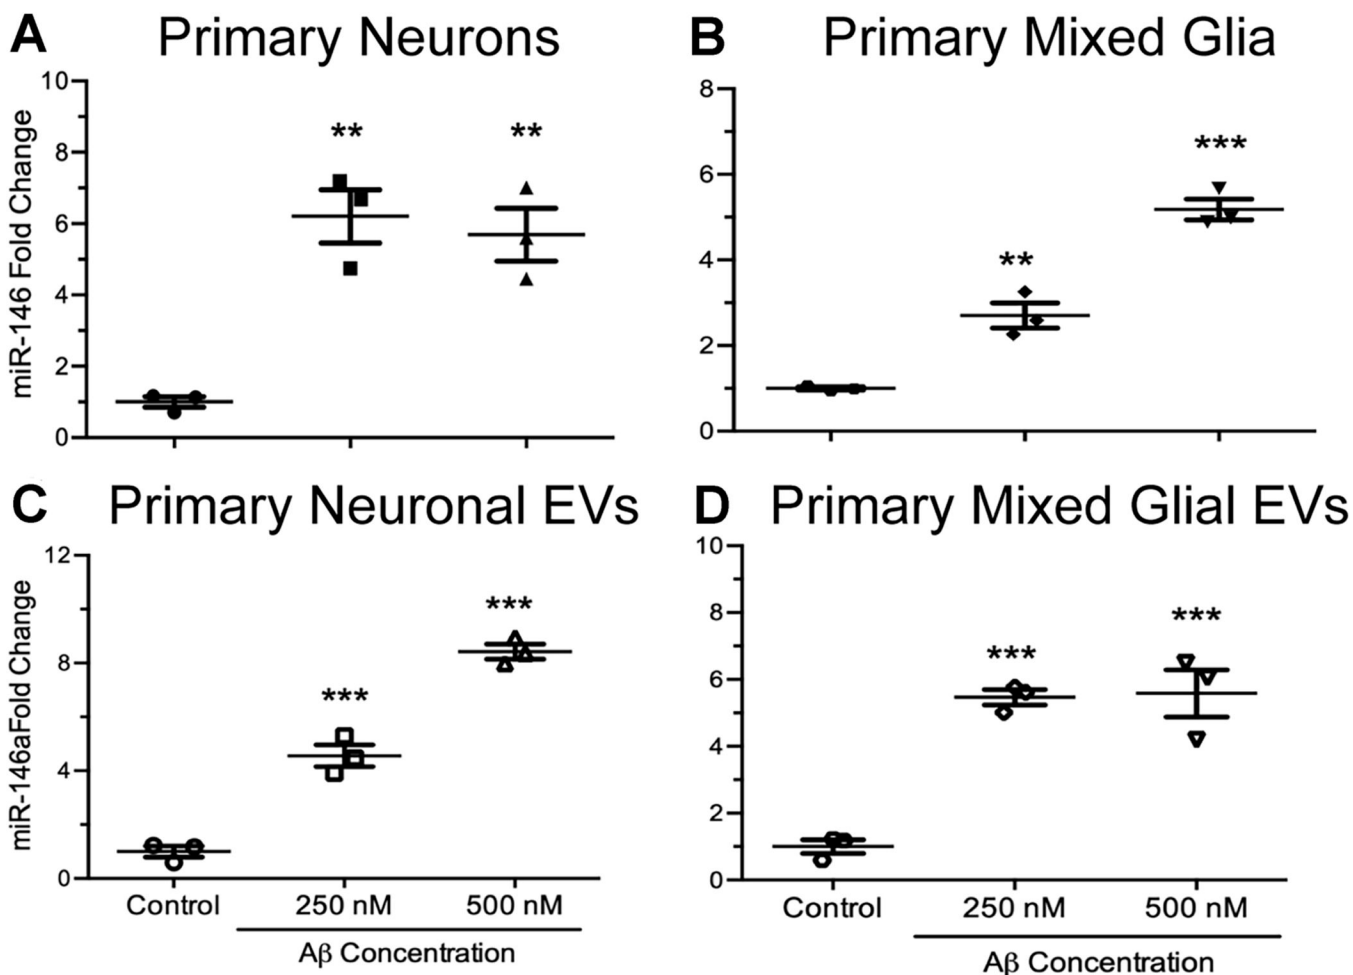 A Primary Neurons
B Primary Mixed Glia
miR-146 Fold Change
10
8
6
4
2
0
** **
8
6
4
2
0
** ***
C Primary Neuronal EVs
D Primary Mixed Glial EVs
miR-146aFold Change
12
8
4
0
*** ***
Control 250 nM 500 nM
Aβ Concentration
10
8
6
4
2
0
*** ***
Control 250 nM 500 nM
Aβ Concentration